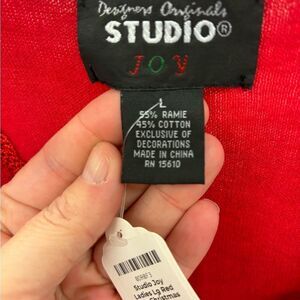 Designers Originals
STUDIO®
JOY
L
55% RAMIE
45% COTTON
EXCLUSIVE OF
DECORATIONS
MADE IN CHINA
RN 15610
Studio Joy
Ladies Lg Red
Christmas